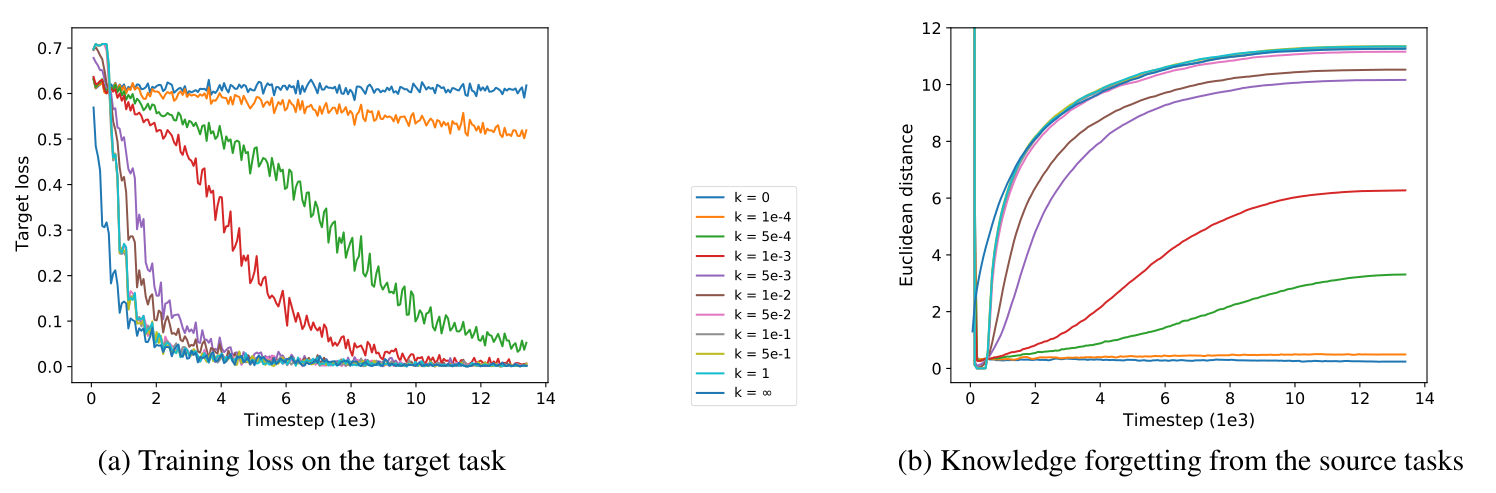 0.7
0.6
0.5
0.4
0.3
0.2
0.1
0.0
Target loss
0 2 4 6 8 10 12 14
Timestep (1e3)
(a) Training loss on the target task
k = 0
k = 1e-4
k = 5e-4
k = 1e-3
k = 5e-3
k = 1e-2
k = 5e-2
k = 1e-1
k = 5e-1
k = 1
k = ∞
12
10
8
6
4
2
0
Euclidean distance
0 2 4 6 8 10 12 14
Timestep (1e3)
(b) Knowledge forgetting from the source tasks